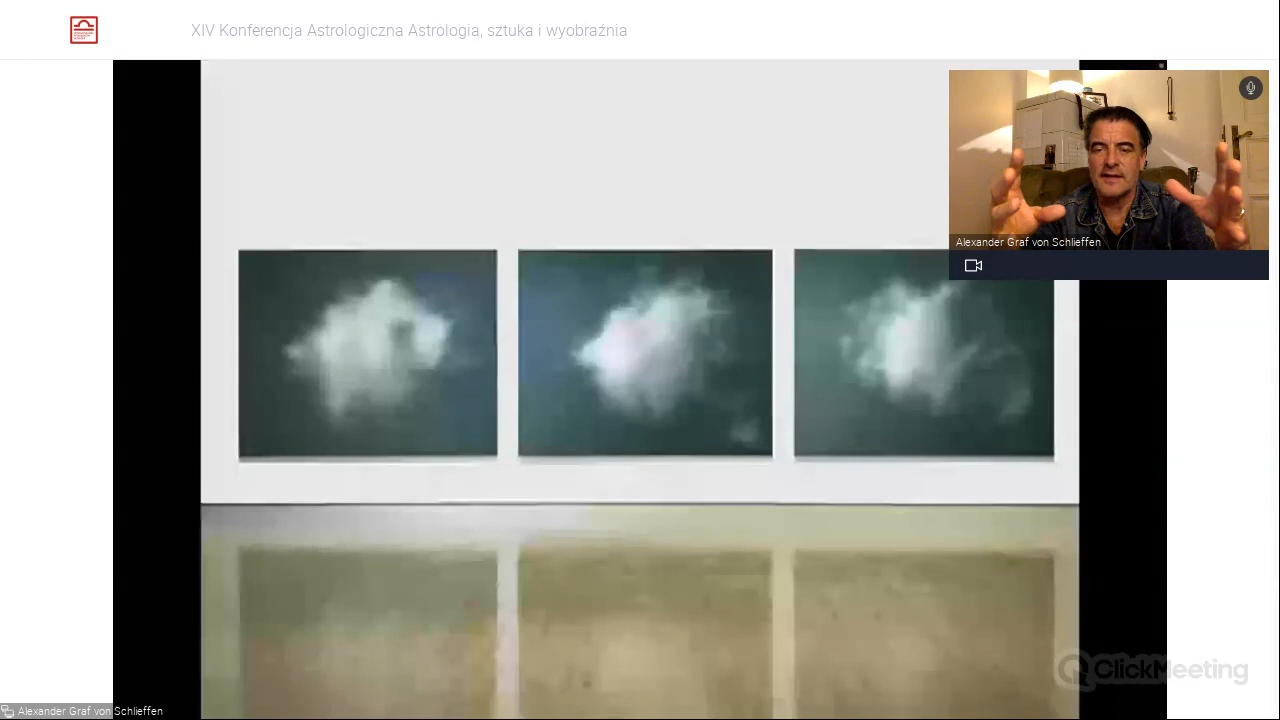 XIV Konferencja Astrologiczna Astrologia, sztuka i wyobraźnia
Alexander Graf von Schlieffen
ClickMeeting
Alexander Graf von Schlieffen